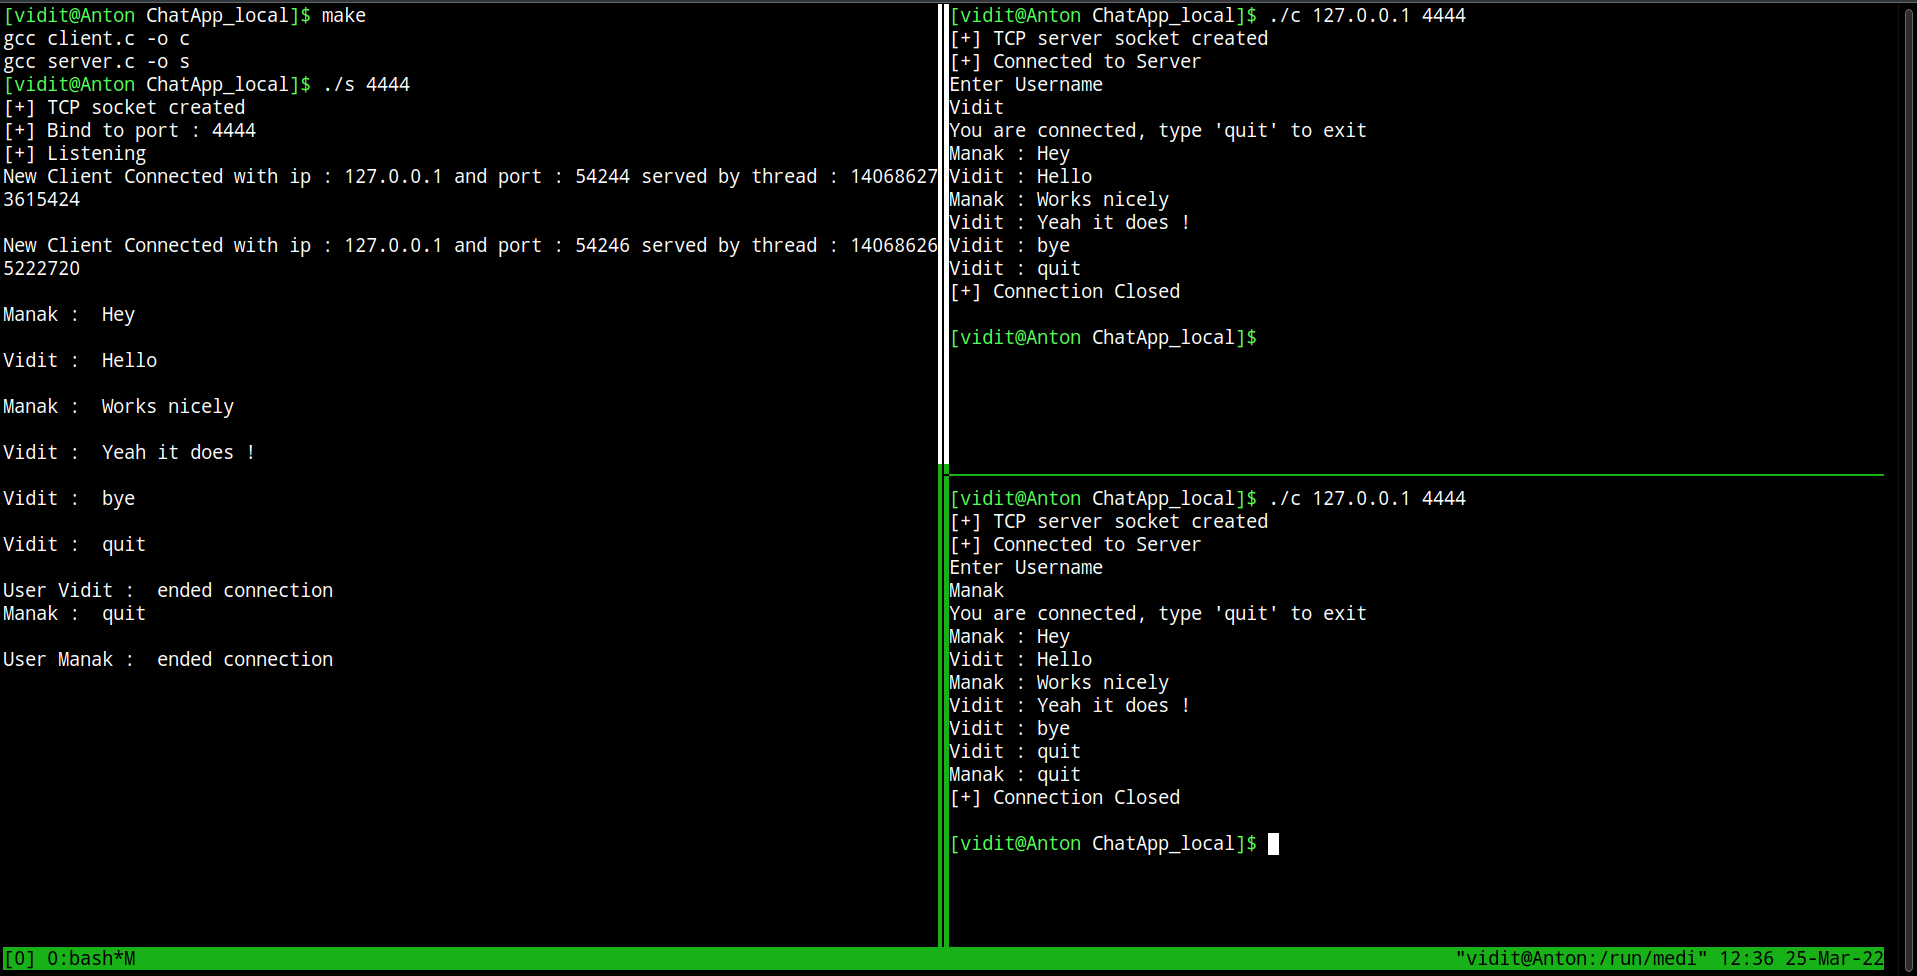 [vidit@Anton ChatApp_local]$ make
gcc client.c -o c
gcc server.c -o s
[vidit@Anton ChatApp_local]$ ./s 4444
[+] TCP socket created
[+] Bind to port : 4444
[+] Listening
New Client Connected with ip : 127.0.0.1 and port : 54244 served by thread : 14068627
3615424
New Client Connected with ip : 127.0.0.1 and port : 54246 served by thread : 14068626
5222720
Manak :  Hey
Vidit :  Hello
Manak :  Works nicely
Vidit :  Yeah it does !
Vidit :  bye
Vidit :  quit
User Vidit :  ended connection
Manak :  quit
User Manak :  ended connection
[vidit@Anton ChatApp_local]$ ./c 127.0.0.1 4444
[+] TCP server socket created
[+] Connected to Server
Enter Username
Vidit
You are connected, type 'quit' to exit
Manak : Hey
Vidit : Hello
Manak : Works nicely
Vidit : Yeah it does !
Vidit : bye
Vidit : quit
[+] Connection Closed
[vidit@Anton ChatApp_local]$
[vidit@Anton ChatApp_local]$ ./c 127.0.0.1 4444
[+] TCP server socket created
[+] Connected to Server
Enter Username
Manak
You are connected, type 'quit' to exit
Manak : Hey
Vidit : Hello
Manak : Works nicely
Vidit : Yeah it does !
Vidit : bye
Vidit : quit
Manak : quit
[+] Connection Closed
[vidit@Anton ChatApp_local]$
[0] 0:bash*M
"vidit@Anton:/run/medi" 12:36 25-Mar-22